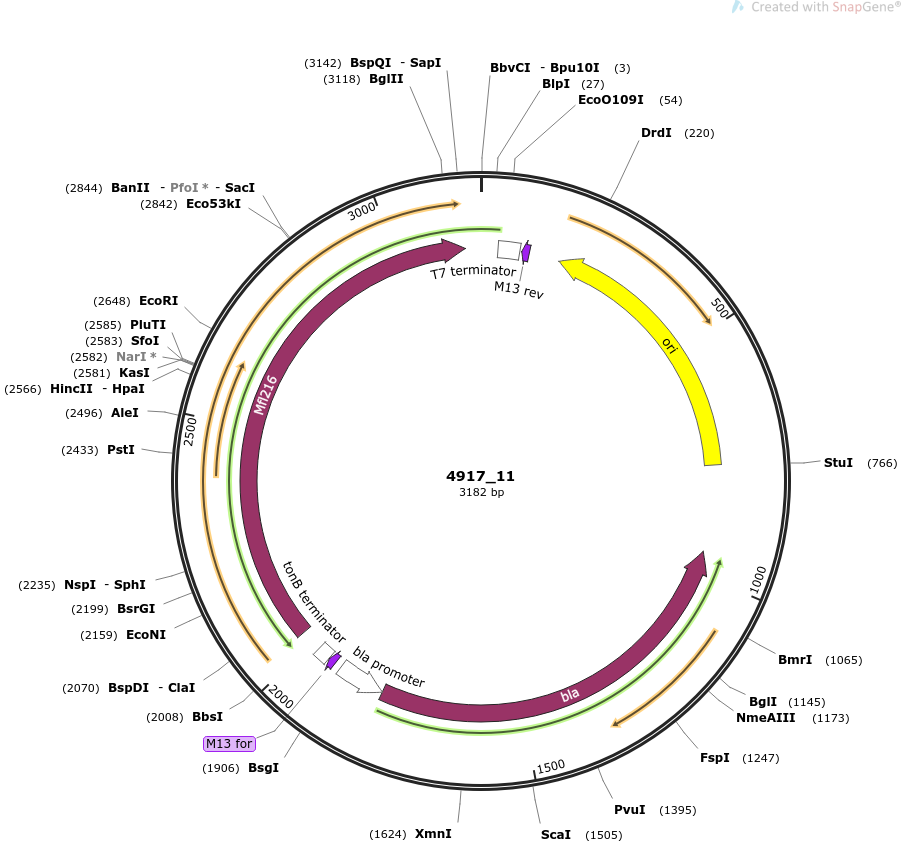 Created with SnapGene®
(3142) BspQI - SapI
(3118) BglII
BbvCI - Bpu10I (3)
BlpI (27)
EcoO109I (54)
DrdI (220)
(2844) BanII - PfoI * - SacI
(2842) Eco53kI
3000
T7 terminator
M13 rev
500
ori
(2648) EcoRI
(2585) PluTI
(2583) SfoI
(2582) NarI *
(2581) KasI
(2566) HincII - HpaI
(2496) AleI
(2433) PstI
2500
Mfl216
StuI (766)
4917_11
3182 bp
(2235) NspI - SphI
(2199) BsrGI
(2159) EcoNI
(2070) BspDI - ClaI
(2008) BbsI
M13 for
(1906) BsgI
2000
tonB terminator
bla promoter
bla
1000
BmrI (1065)
BglI (1145)
NmeAIII (1173)
FspI (1247)
PvuI (1395)
1500
ScaI (1505)
(1624) XmnI